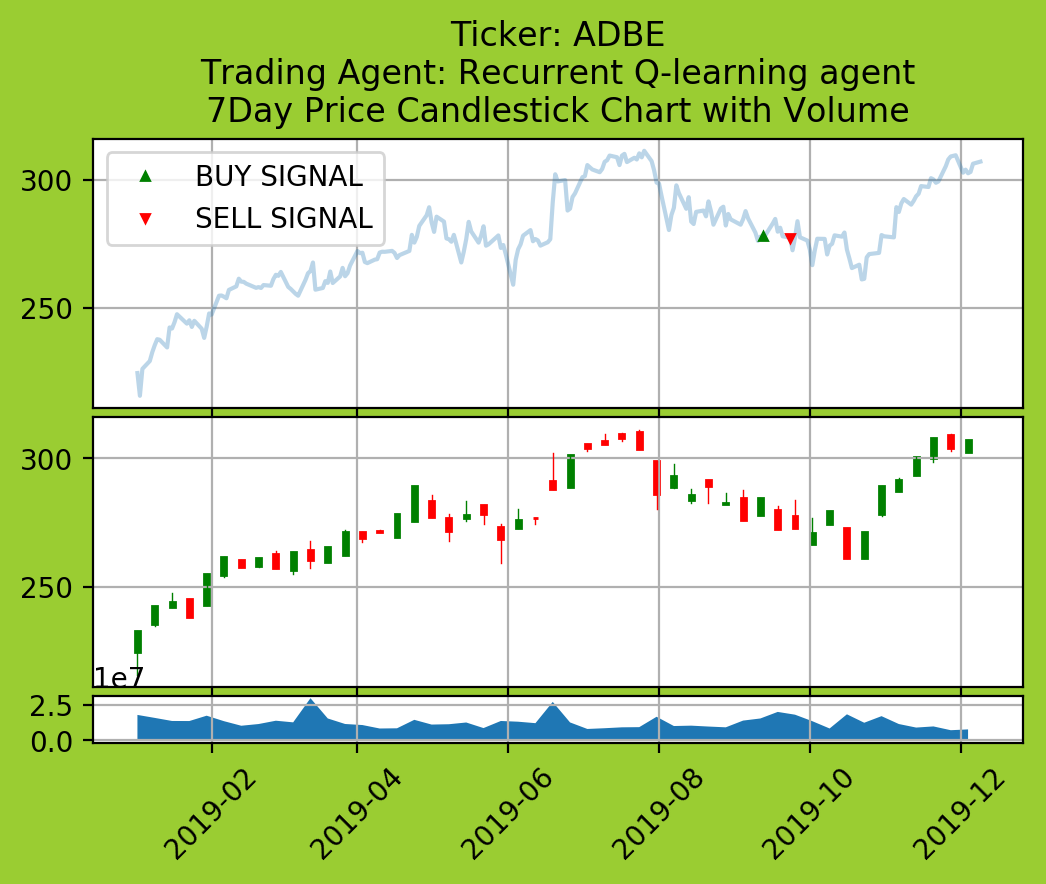 Ticker: ADBE
Trading Agent: Recurrent Q-learning agent
7Day Price Candlestick Chart with Volume
BUY SIGNAL
SELL SIGNAL
300
250
300
250
1e7
2.5
0.0
2019-02
2019-04
2019-06
2019-08
2019-10
2019-12